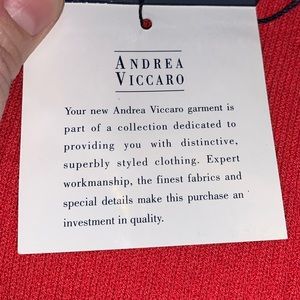 ANDREA
VICCARO
Your new Andrea Viccaro garment is
part of a collection dedicated to
providing you with distinctive,
superbly styled clothing. Expert
workmanship, the finest fabrics and
special details make this purchase an
investment in quality.